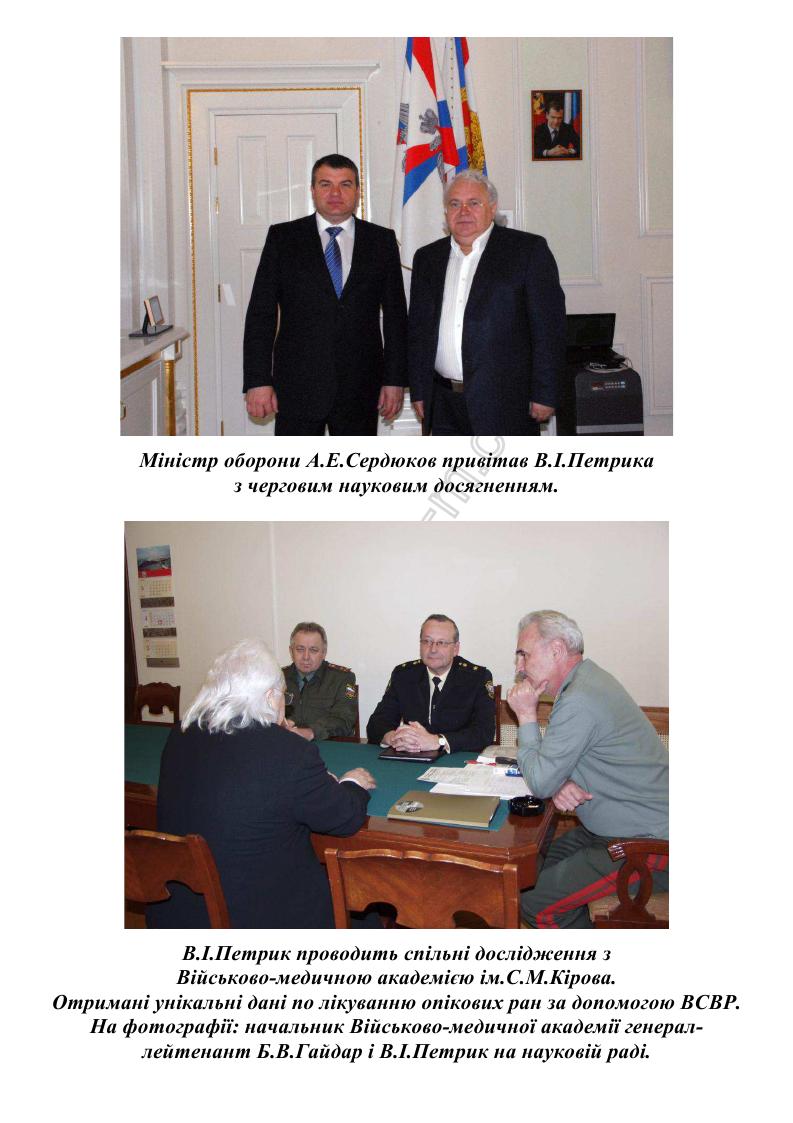 Міністр оборони А.Е.Сердюков привітав В.І.Петрика
з черговим науковим досягненням.
В.І.Петрик проводить спільні дослідження з
Військово-медичною академією ім.С.М.Кірова.
Отримані унікальні дані по лікуванню опікових ран за допомогою ВСВР.
На фотографії: начальник Військово-медичної академії генерал-
лейтенант Б.В.Гайдар і В.І.Петрик на науковій раді.